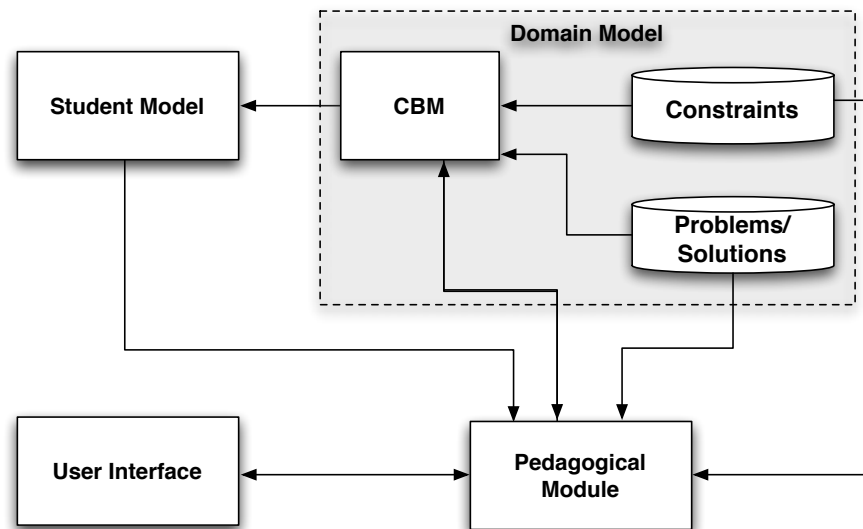 Domain Model
Student Model
CBM
Constraints
Problems/
Solutions
User Interface
Pedagogical
Module